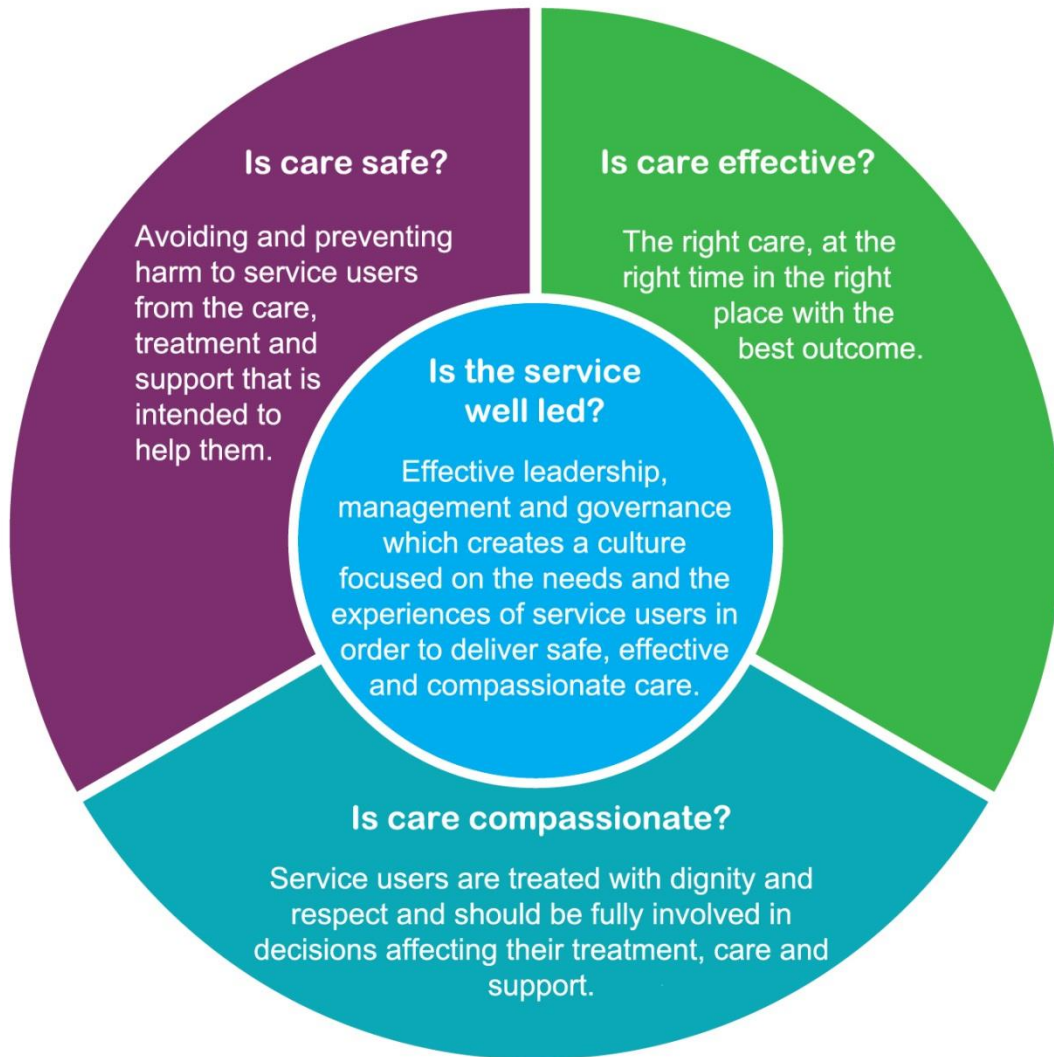 Is care safe?
Avoiding and preventing
harm to service users
from the care,
treatment and
support that is
intended to
help them.
Is care effective?
The right care, at the
right time in the right
place with the
best outcome.
Is the service
well led?
Effective leadership,
management and governance
which creates a culture
focused on the needs and the
experiences of service users in
order to deliver safe, effective
and compassionate care.
Is care compassionate?
Service users are treated with dignity and
respect and should be fully involved in
decisions affecting their treatment, care and
support.